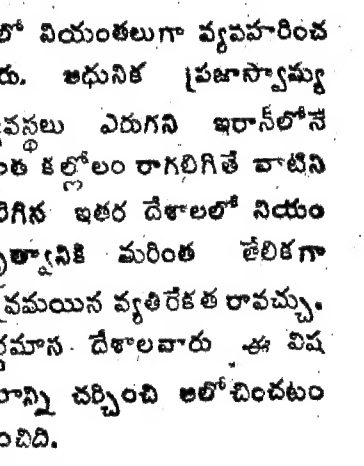 లో నియంతలుగా వ్యవహరించ
రు. ఆధునిక ప్రజాస్వామ్య
వస్థలు ఎరుగని ఇరాన్‌లోనే
ంత కల్లోలం రాగలిగితే వాటిని
రిగిన ఇతర దేశాలలో నియం
త్వానికి మరింత తేలికగా
వమయిన వ్యతిరేకత రావచ్చు.
ర్ధమాన దేశాలవారు ఈ విష
చర్చించి ఆలోచించటం
ంచిది.